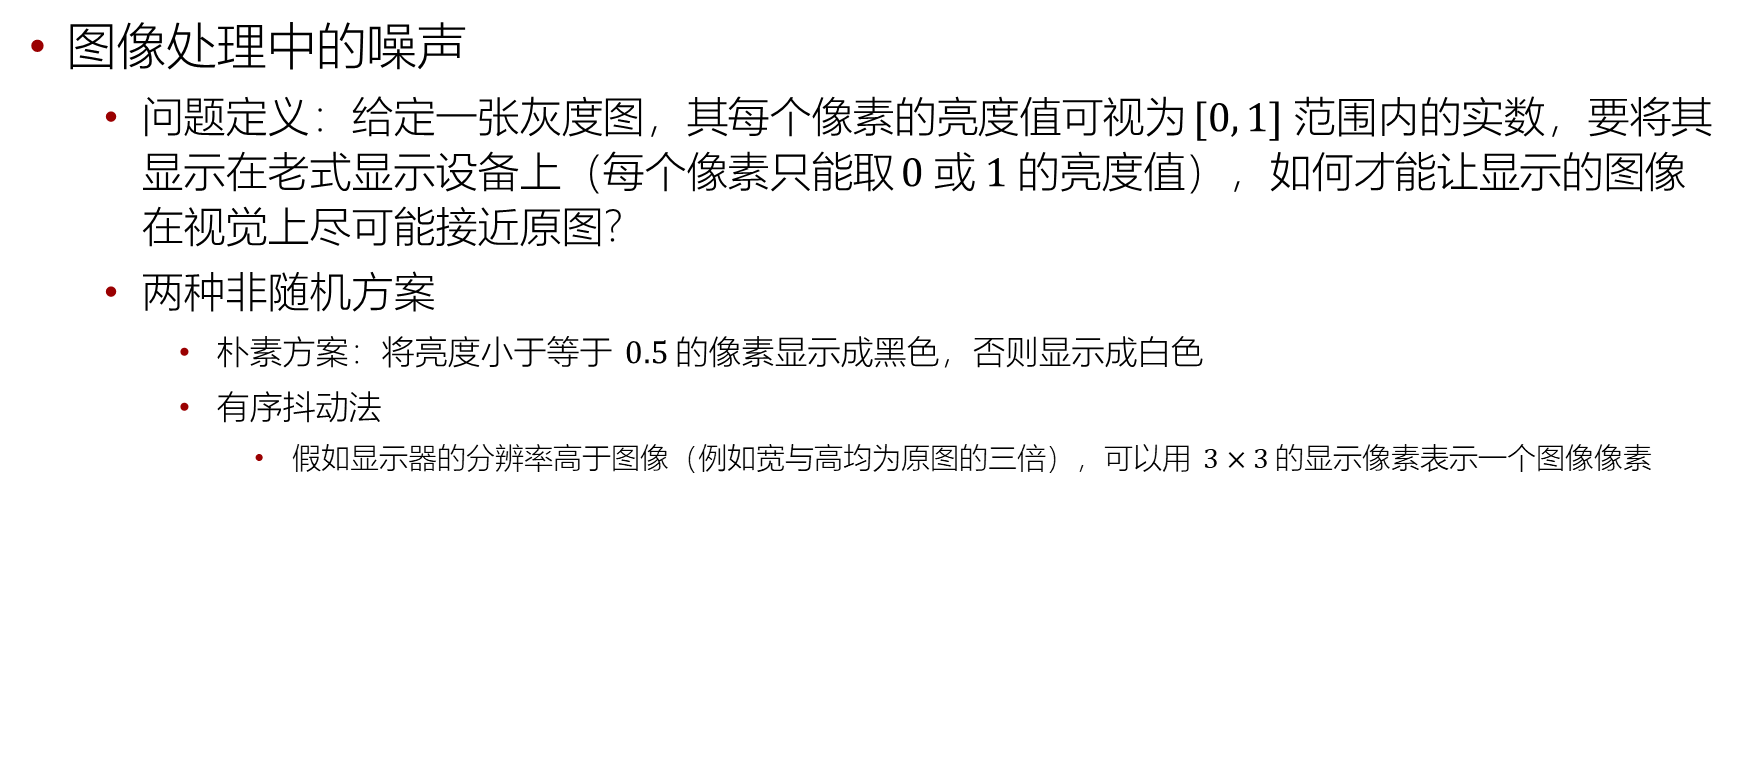 • 图像处理中的噪声
• 问题定义：给定一张灰度图，其每个像素的亮度值可视为 [0, 1] 范围内的实数，要将其
显示在老式显示设备上（每个像素只能取 0 或 1 的亮度值），如何才能让显示的图像
在视觉上尽可能接近原图？
• 两种非随机方案
• 朴素方案：将亮度小于等于 0.5 的像素显示成黑色，否则显示成白色
• 有序抖动法
• 假如显示器的分辨率高于图像（例如宽与高均为原图的三倍），可以用 3 × 3 的显示像素表示一个图像像素